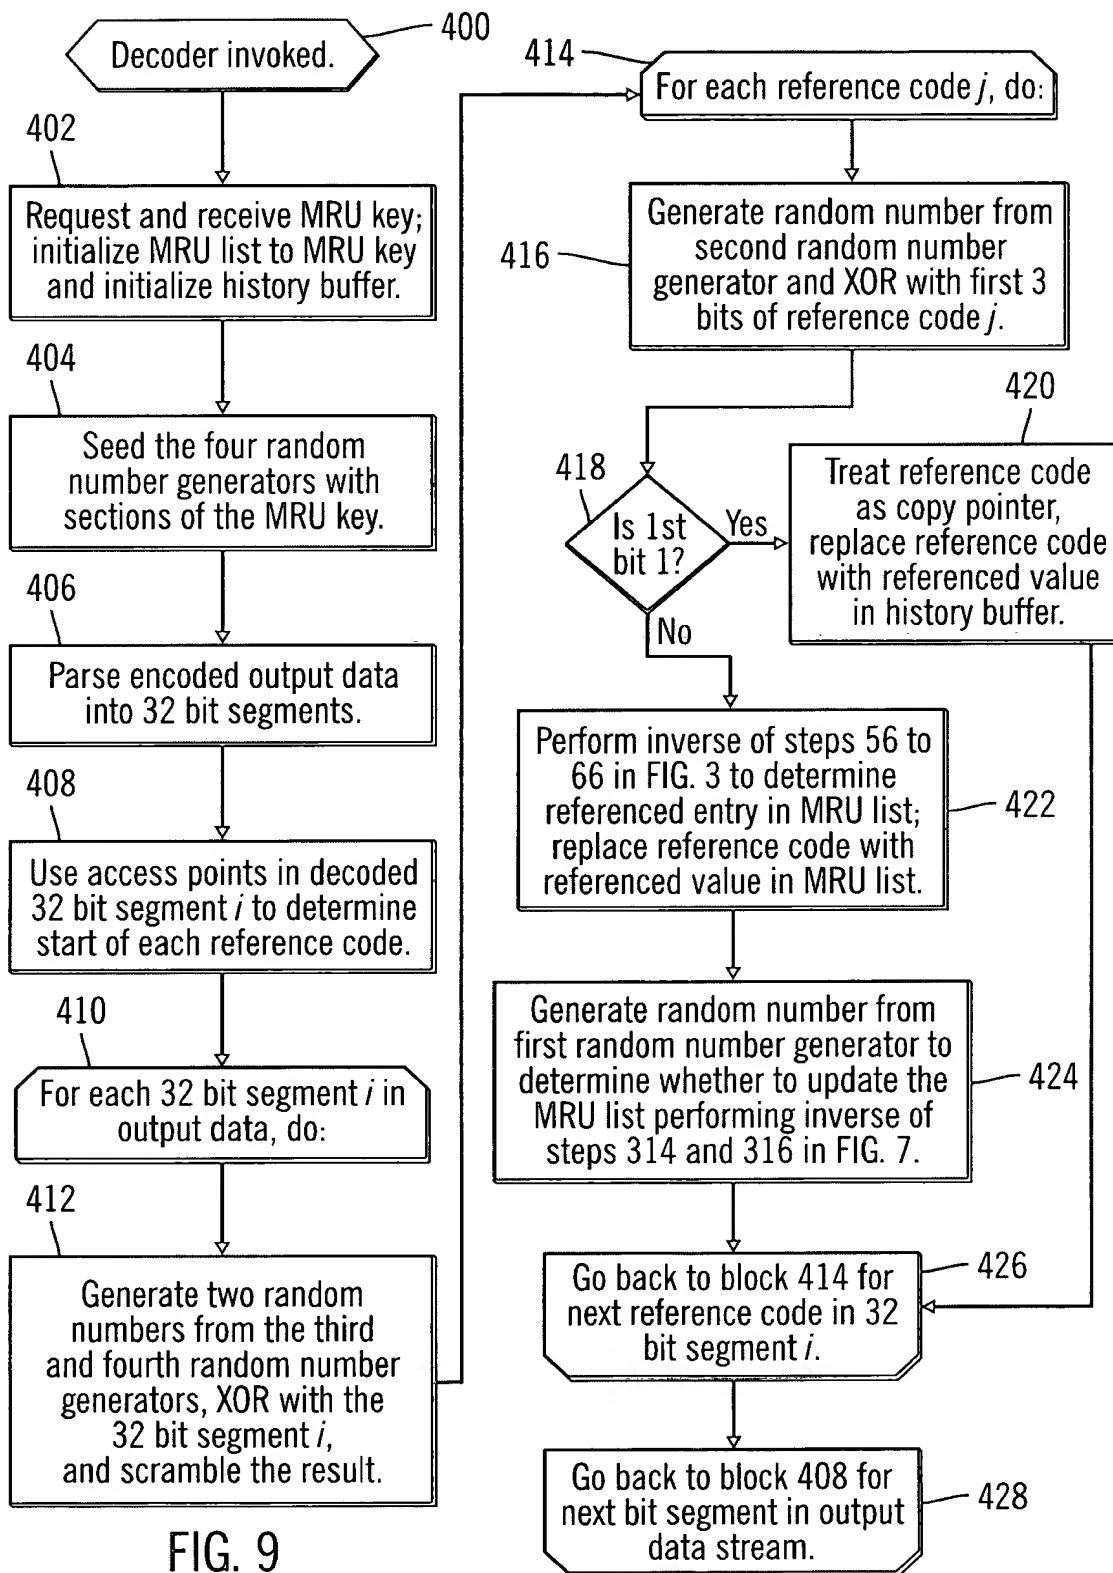 400
Decoder invoked.
402
Request and receive MRU key;
initialize MRU list to MRU key
and initialize history buffer.
404
Seed the four random
number generators with
sections of the MRU key.
406
Parse encoded output data
into 32 bit segments.
408
Use access points in decoded
32 bit segment i to determine
start of each reference code.
410
For each 32 bit segment i in
output data, do:
412
Generate two random
numbers from the third
and fourth random number
generators, XOR with the
32 bit segment i,
and scramble the result.
414
For each reference code j, do:
416
Generate random number from
second random number
generator and XOR with first 3
bits of reference code j.
418
Is 1st
bit 1?
Yes
No
420
Treat reference code
as copy pointer,
replace reference code
with referenced value
in history buffer.
Perform inverse of steps 56 to
66 in FIG. 3 to determine
referenced entry in MRU list;
replace reference code with
referenced value in MRU list.
422
Generate random number from
first random number generator to
determine whether to update the
MRU list performing inverse of
steps 314 and 316 in FIG. 7.
424
Go back to block 414 for
next reference code in 32
bit segment i.
426
Go back to block 408 for
next bit segment in output
data stream.
428
FIG. 9